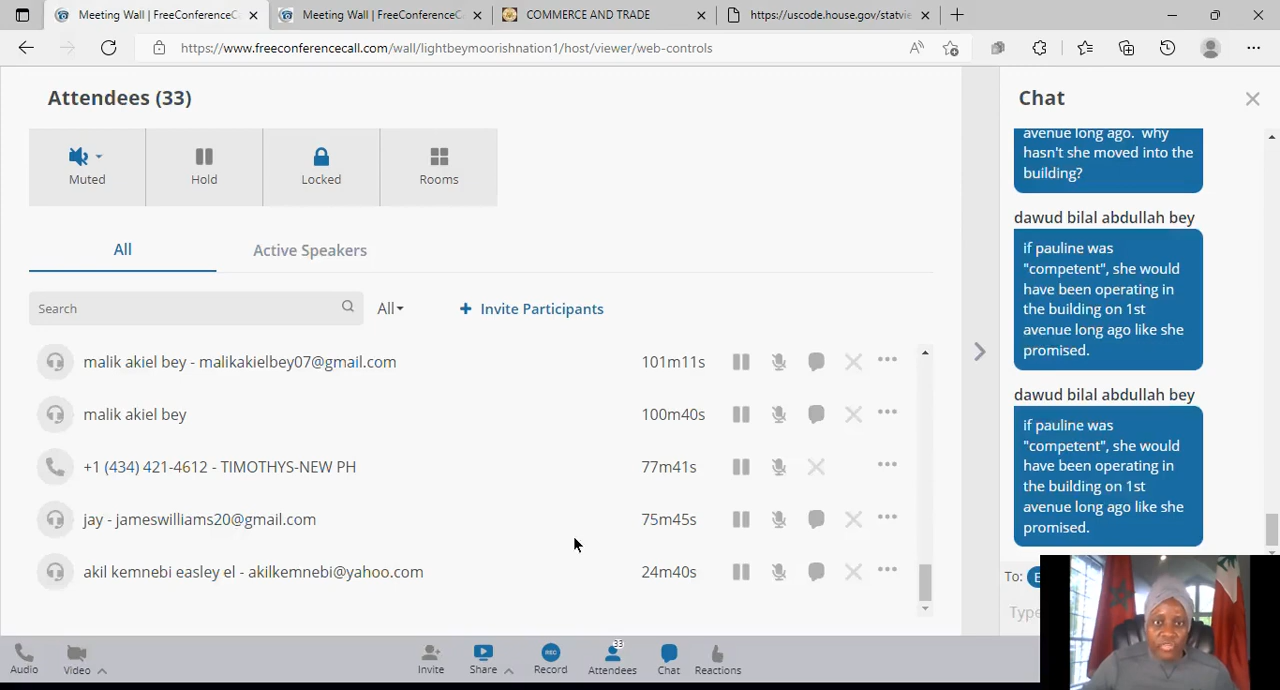 Meeting Wall | FreeConferenceC
Meeting Wall | FreeConferenceC
COMMERCE AND TRADE
https://uscode.house.gov/statvie
https://www.freeconferencecall.com/wall/lightbeymoorishnation1/host/viewer/web-controls
Attendees (33)
Muted
Hold
Locked
Rooms
All
Active Speakers
Search
All
+ Invite Participants
malik akiel bey - malikakielbey07@gmail.com 101m11s
malik akiel bey 100m40s
+1 (434) 421-4612 - TIMOTHYS-NEW PH 77m41s
jay - jameswilliams20@gmail.com 75m45s
akil kemnebi easley el - akilkemnebi@yahoo.com 24m40s
Chat
avenue long ago. why
hasn't she moved into the
building?
dawud bilal abdullah bey
if pauline was
"competent", she would
have been operating in
the building on 1st
avenue long ago like she
promised.
dawud bilal abdullah bey
if pauline was
"competent", she would
have been operating in
the building on 1st
avenue long ago like she
promised.
To: E
Type
Audio
Video
Invite
Share
REC
Record
33
Attendees
Chat
Reactions